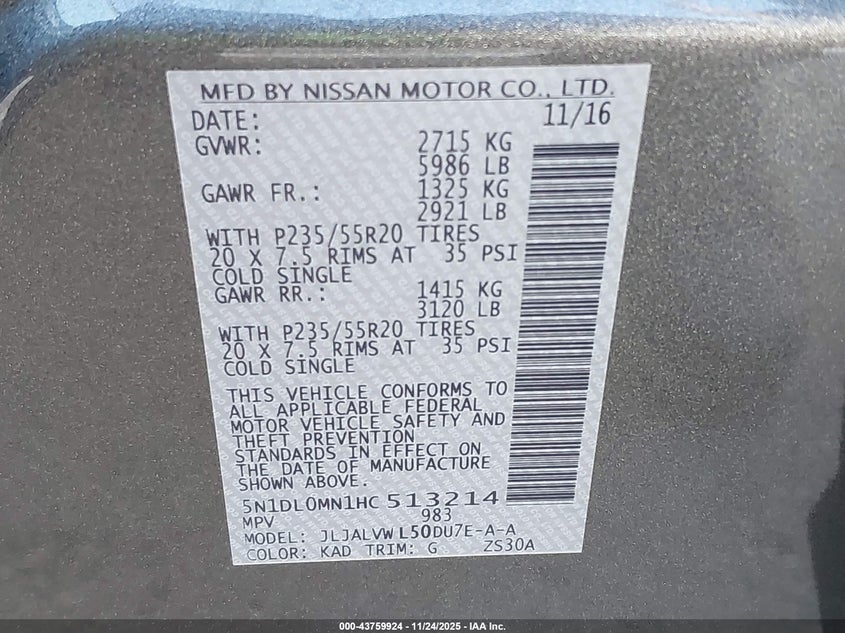 MFD BY NISSAN MOTOR CO., LTD.
DATE: 11/16
GVWR: 2715 KG
5986 LB
GAWR FR.: 1325 KG
2921 LB
WITH P235/55R20 TIRES
20 X 7.5 RIMS AT 35 PSI
COLD SINGLE
GAWR RR.: 1415 KG
3120 LB
WITH P235/55R20 TIRES
20 X 7.5 RIMS AT 35 PSI
COLD SINGLE
THIS VEHICLE CONFORMS TO
ALL APPLICABLE FEDERAL
MOTOR VEHICLE SAFETY AND
THEFT PREVENTION
STANDARDS IN EFFECT ON
THE DATE OF MANUFACTURE
SHOWN ABOVE.
5N1DL0MN1HC 513214
MPV 983
MODEL: JLJALVW L50DU7E-A-A
COLOR: KAD TRIM: G ZS30A
000-43759924 - 11/24/2025 - IAA Inc.